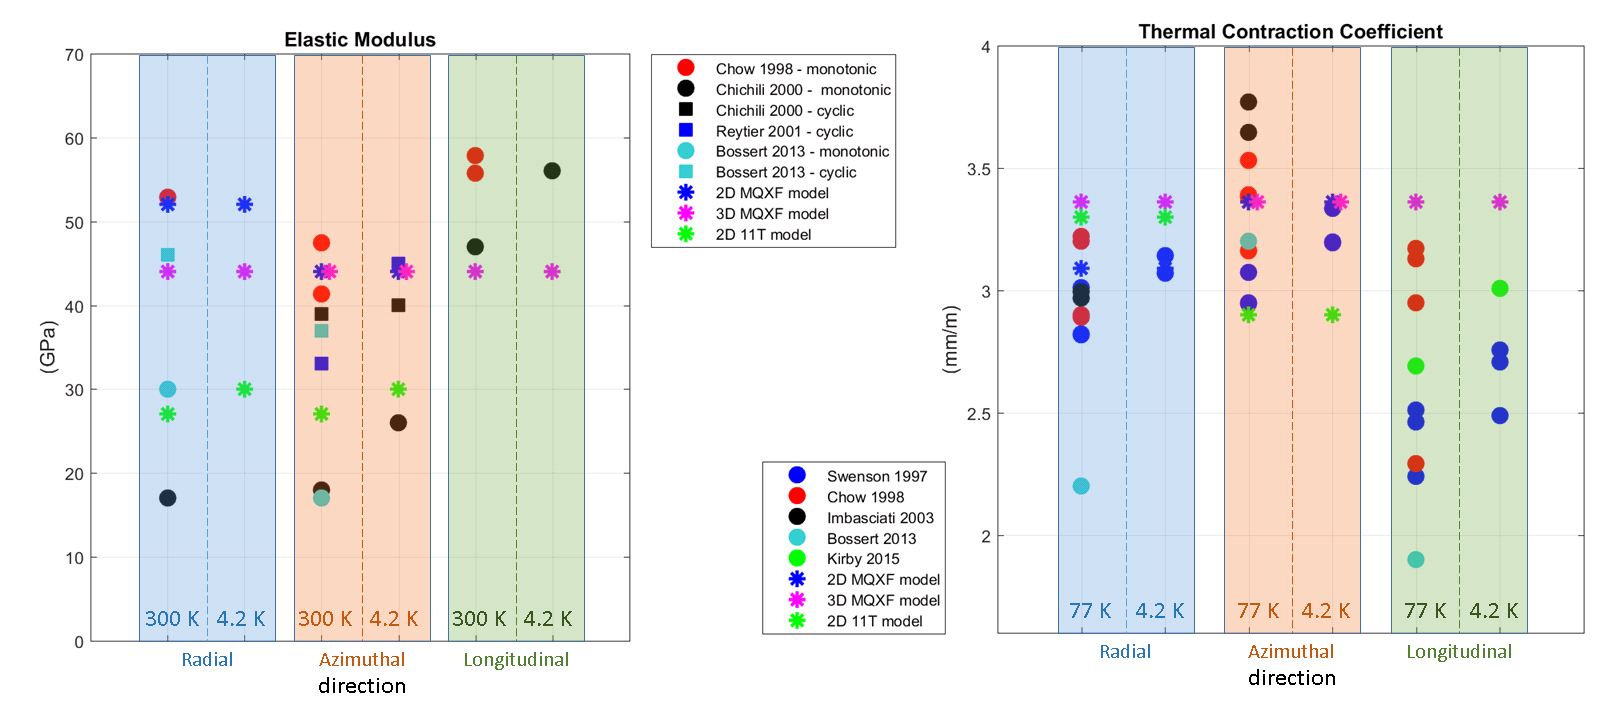 Elastic Modulus
70
60
50
40
30
20
10
0
(GPa)
300 K
4.2 K
300 K
4.2 K
300 K
4.2 K
Radial
Azimuthal
Longitudinal
direction
Chow 1998 - monotonic
Chichili 2000 - monotonic
Chichili 2000 - cyclic
Reytier 2001 - cyclic
Bossert 2013 - monotonic
Bossert 2013 - cyclic
2D MQXF model
3D MQXF model
2D 11T model
Swenson 1997
Chow 1998
Imbasciati 2003
Bossert 2013
Kirby 2015
2D MQXF model
3D MQXF model
2D 11T model
Thermal Contraction Coefficient
4
3.5
3
2.5
2
(mm/m)
77 K
4.2 K
77 K
4.2 K
77 K
4.2 K
Radial
Azimuthal
Longitudinal
direction